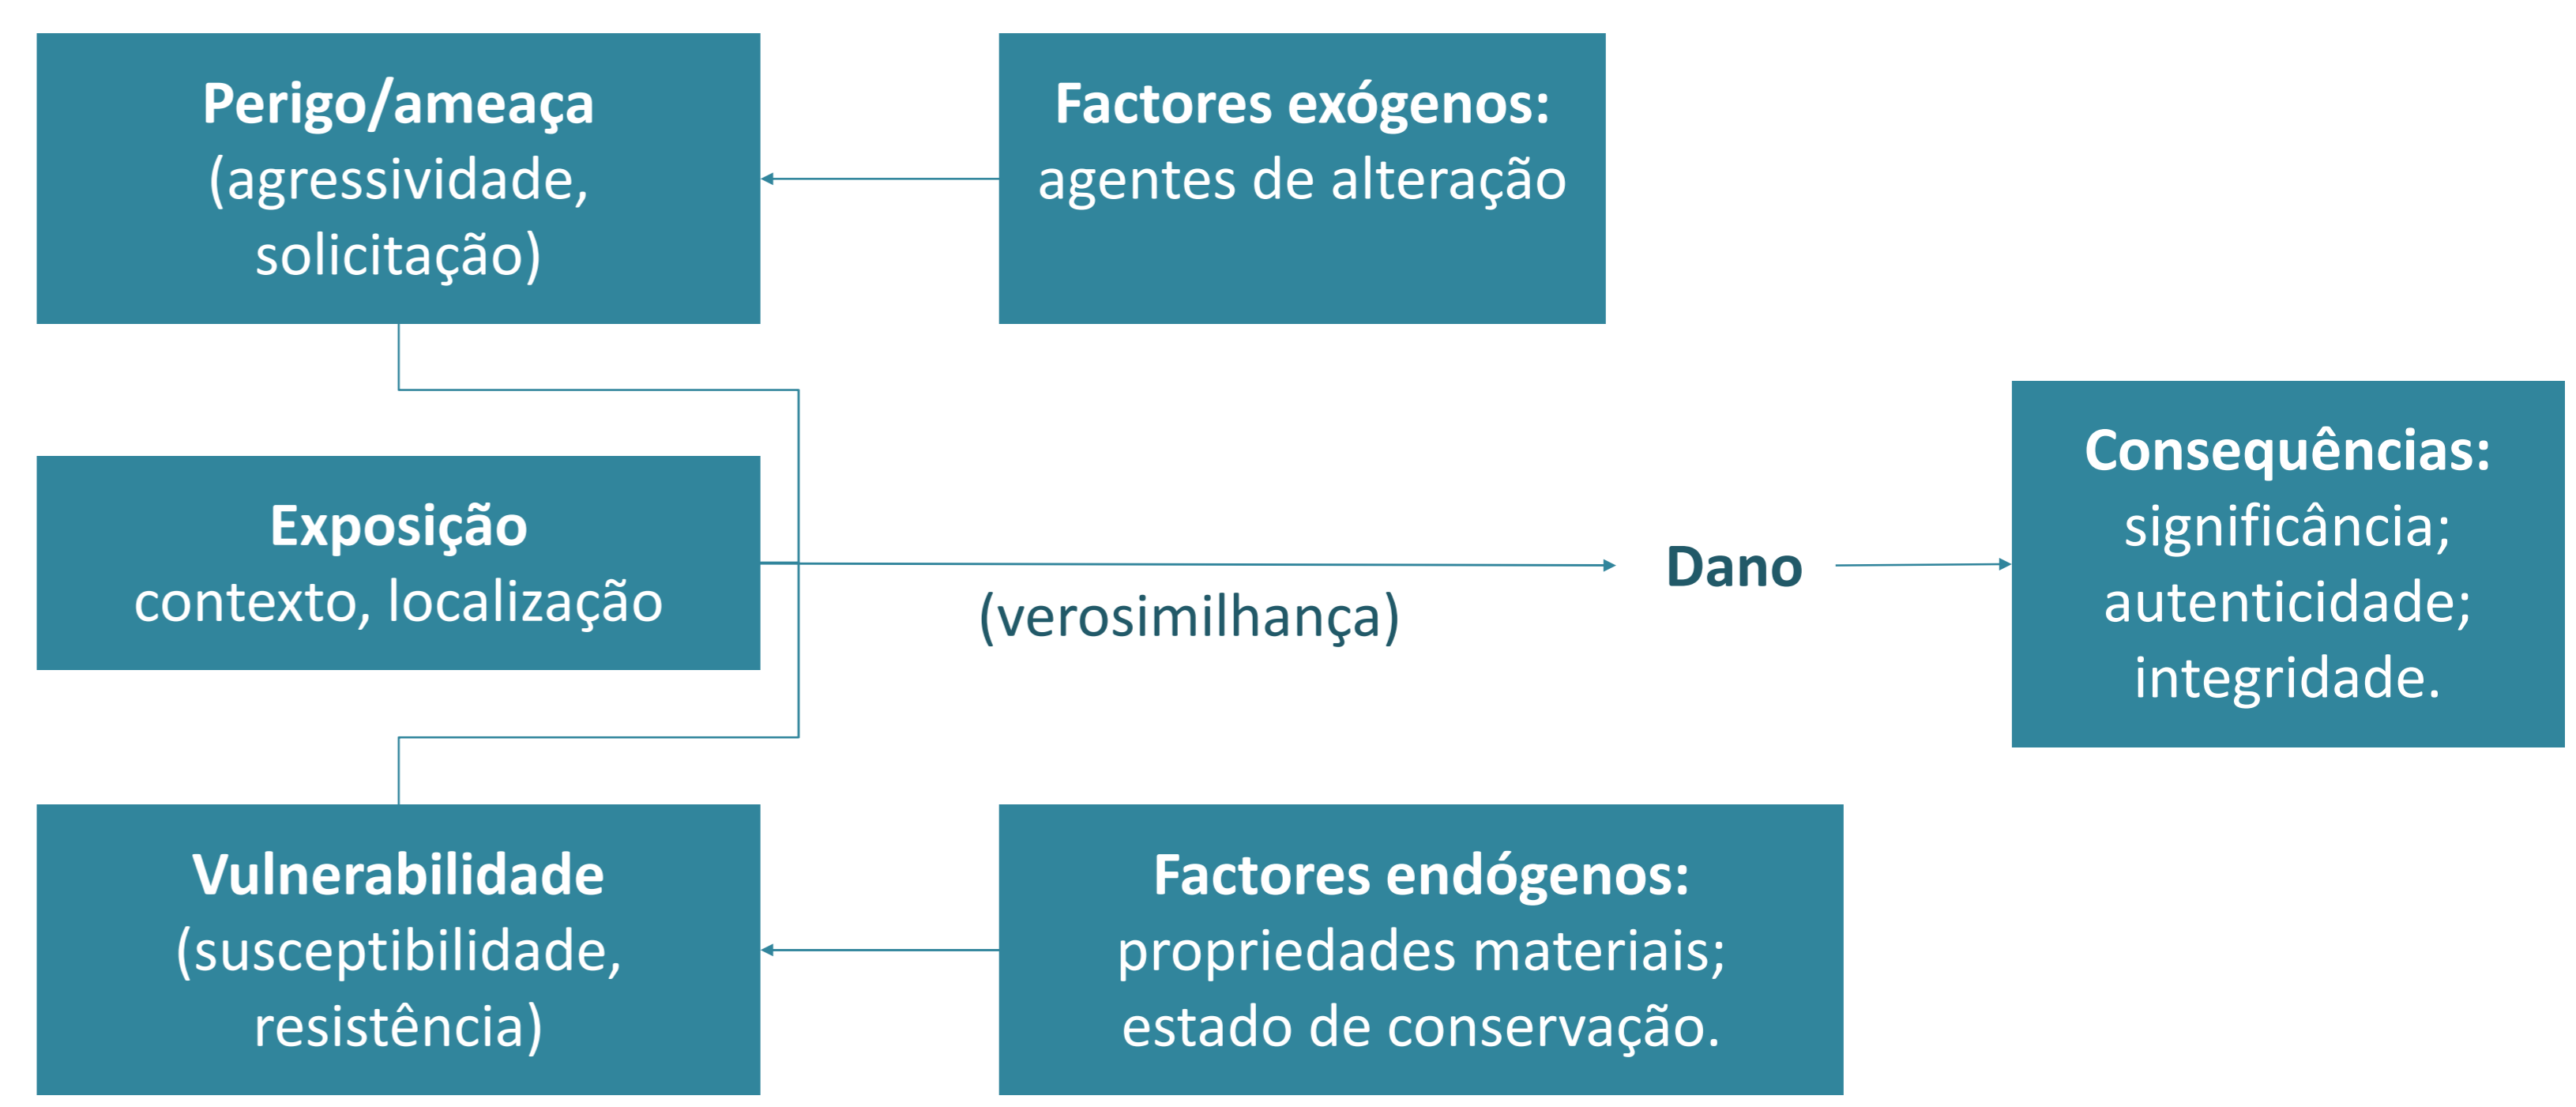 Perigo/ameaça
(agressividade,
solicitação)
Factores exógenos:
agentes de alteração
Exposição
contexto, localização
(verosimilhança)
Dano
Consequências:
significância;
autenticidade;
integridade.
Vulnerabilidade
(susceptibilidade,
resistência)
Factores endógenos:
propriedades materiais;
estado de conservação.